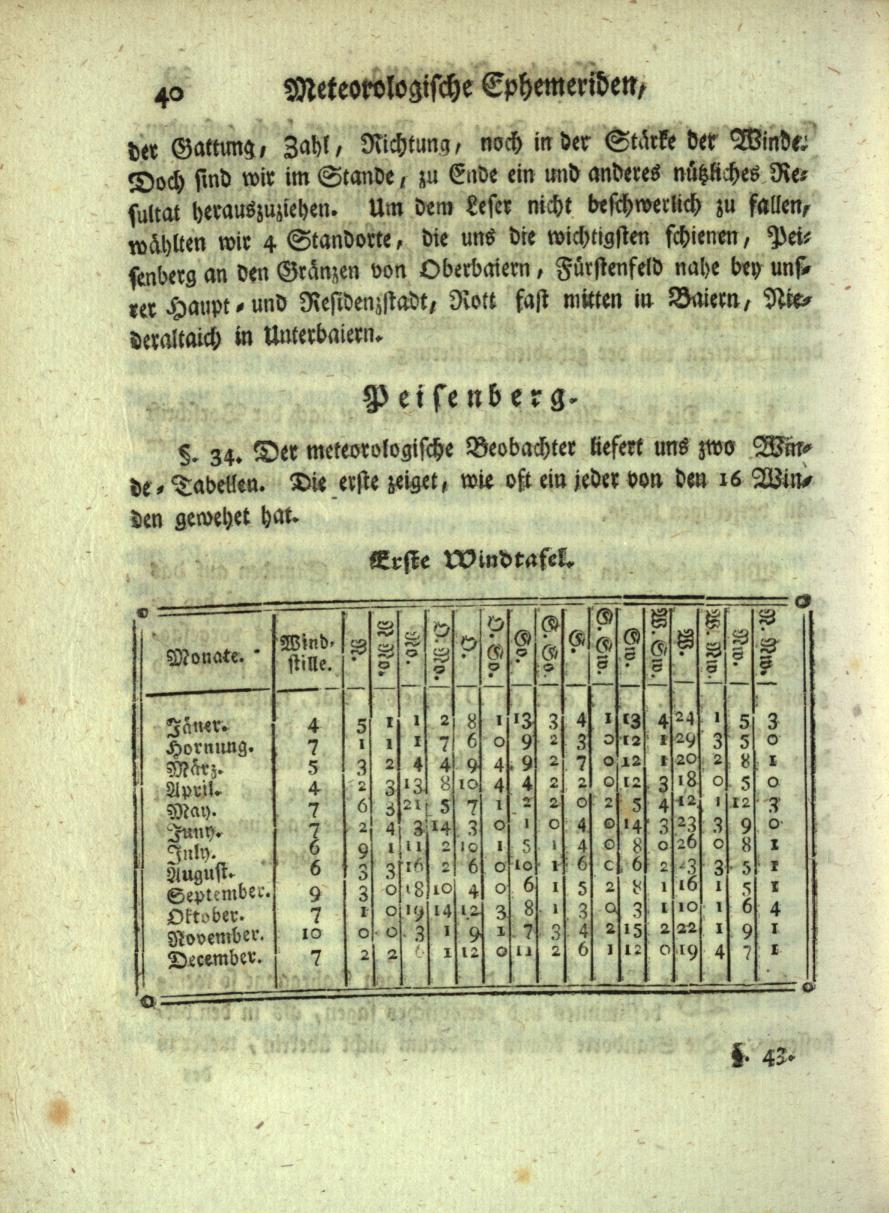 40 Meteorologische Ephemeriden,
der Gattung, Zahl, Richtung, noch in der Stärke der Winde.
Doch sind wir im Stande, zu Ende ein und anderes nützliches Re-
sultat herauszuziehen. Um dem Leser nicht beschwerlich zu fallen,
wählten wir 4 Standorte, die uns die wichtigsten schienen, Pei-
senberg an den Gränzen von Oberbaiern, Fürstenfeld nahe bey uns-
rer Haupt- und Residenzstadt, Rott fast mitten in Baiern, Nie-
deraltaich in Unterbaiern.
Peisenberg.
§. 34. Der meteorologische Beobachter liefert uns zwo Win-
de-Tabellen. Die erste zeiget, wie oft ein jeder von den 16 Win-
den gewehet hat.
Erste Windtafel.
Monate. Wind-stille. N. N.No. No. O.No. O. O.So. So. S.So. S. S.Sw. Sw. W.Sw. W. W.Nw. Nw. N.Nw.
Jäner. 4 5 1 1 2 8 1 13 3 4 1 13 4 24 1 5 3
Hornung. 7 1 1 1 7 6 0 9 2 3 0 12 1 29 3 5 0
März. 5 3 2 4 4 9 4 9 2 7 0 12 1 20 2 8 1
April. 4 2 3 13 8 10 4 4 2 2 0 12 3 18 0 5 0
May. 7 6 3 21 5 7 1 2 2 0 2 5 4 12 1 12 3
Juny. 7 2 4 3 14 3 0 1 0 4 0 14 3 23 3 9 0
July. 6 9 1 11 2 10 1 5 1 4 0 8 0 26 0 8 1
August. 6 3 3 16 2 6 0 10 1 6 0 6 2 3 3 5 1
September. 9 3 0 18 10 4 0 6 1 5 2 8 1 16 1 5 1
Oktober. 7 1 0 19 14 12 3 8 1 3 0 3 1 10 1 6 4
November. 10 0 0 3 1 9 1 7 3 4 2 15 2 22 1 9 1
December. 7 2 2 1 12 0 11 2 6 1 12 0 19 4 7 1
§. 43.